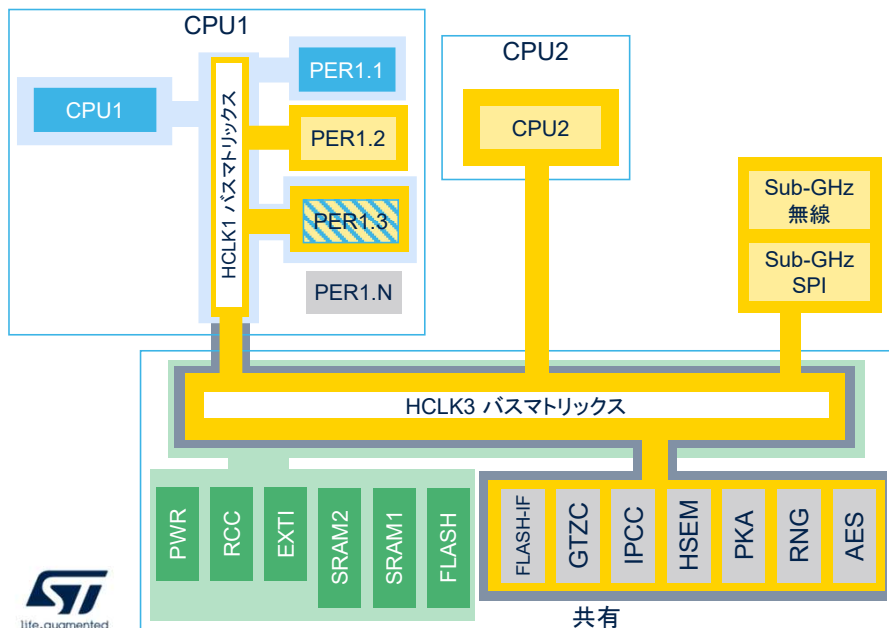 CPU1
CPU1
HCLK1 バスマトリックス
PER1.1
PER1.2
PER1.3
PER1.N
CPU2
CPU2
Sub-GHz
無線
Sub-GHz
SPI
HCLK3 バスマトリックス
PWR
RCC
EXTI
SRAM2
SRAM1
FLASH
FLASH-IF
GTZC
IPCC
HSEM
PKA
RNG
AES
共有
ST
life.augmented